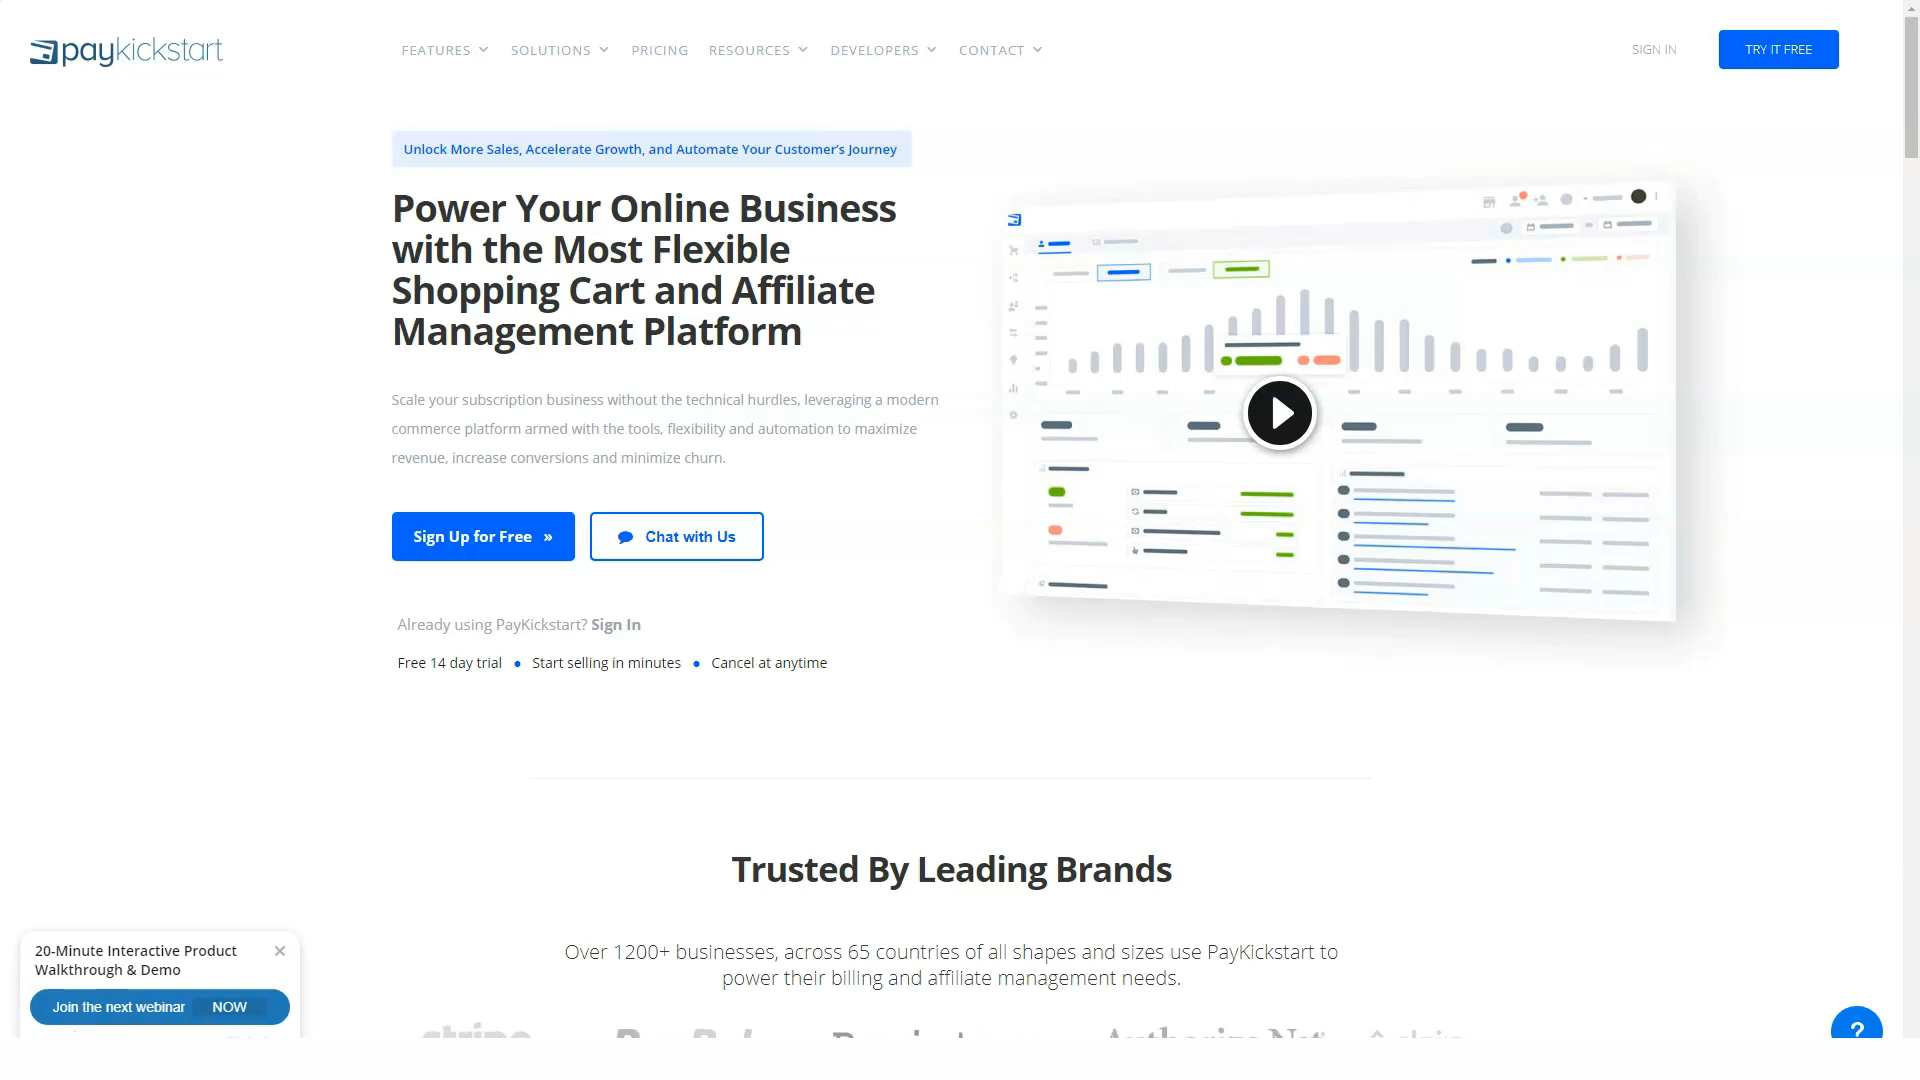 paykickstart
FEATURES
SOLUTIONS
PRICING
RESOURCES
DEVELOPERS
CONTACT
SIGN IN
TRY IT FREE
Unlock More Sales, Accelerate Growth, and Automate Your Customer's Journey
Power Your Online Business
with the Most Flexible
Shopping Cart and Affiliate
Management Platform
Scale your subscription business without the technical hurdles, leveraging a modern
commerce platform armed with the tools, flexibility and automation to maximize
revenue, increase conversions and minimize churn.
Sign Up for Free »
Chat with Us
Already using PayKickstart? Sign In
Free 14 day trial • Start selling in minutes • Cancel at anytime
Trusted By Leading Brands
Over 1200+ businesses, across 65 countries of all shapes and sizes use PayKickstart to
power their billing and affiliate management needs.
20-Minute Interactive Product
Walkthrough & Demo
Join the next webinar NOW
stripe
Authorize.Net
?